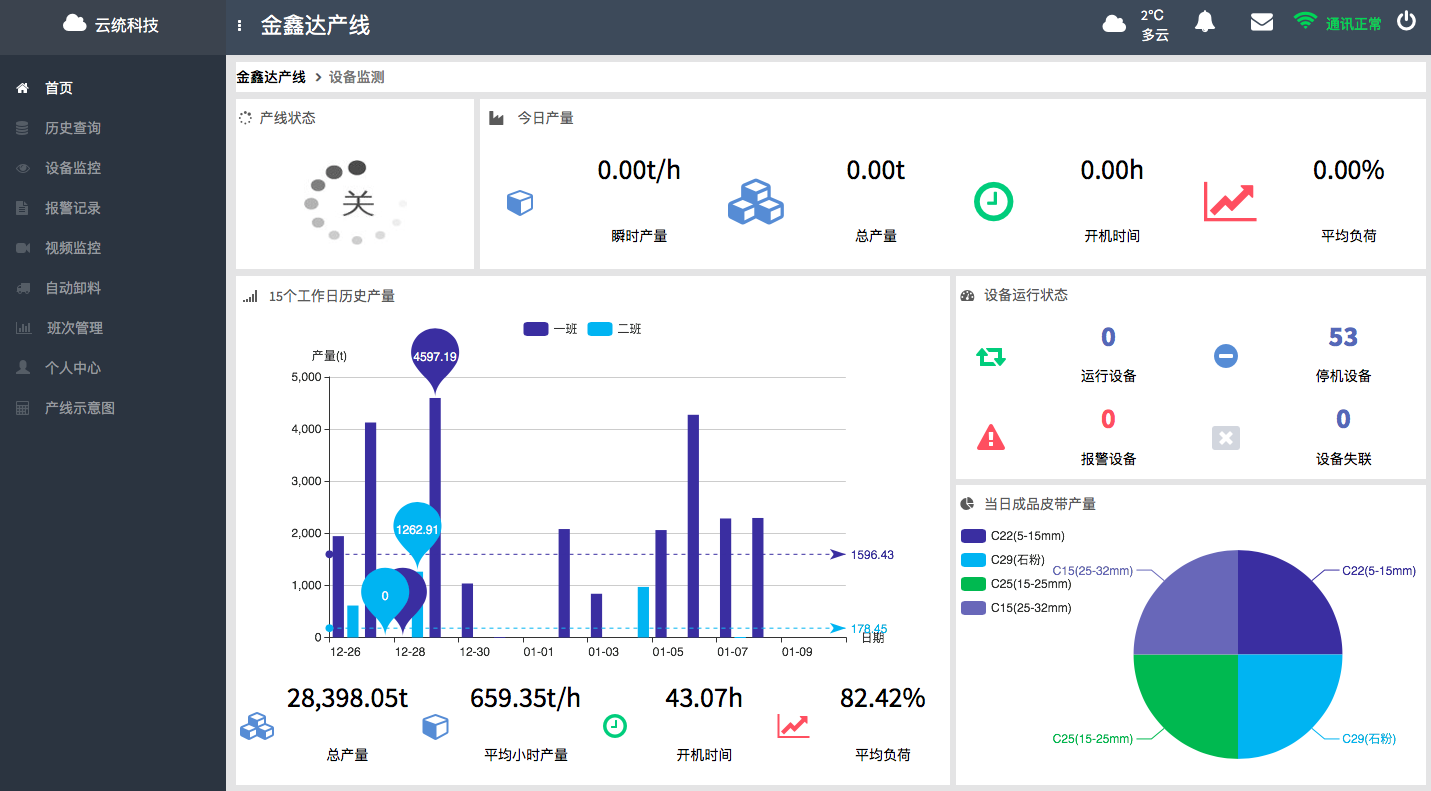 云统科技
金鑫达产线
2℃
多云
通讯正常
首页
历史查询
设备监控
报警记录
视频监控
自动卸料
班次管理
个人中心
产线示意图
金鑫达产线 > 设备监测
产线状态
关
今日产量
0.00t/h
瞬时产量
0.00t
总产量
0.00h
开机时间
0.00%
平均负荷
15个工作日历史产量
一班 二班
产量(t)
5,000
4,000
3,000
2,000
1,000
0
4597.19
1262.91
0
1596.43
178.45
日期
12-26 12-28 12-30 01-01 01-03 01-05 01-07 01-09
28,398.05t
总产量
659.35t/h
平均小时产量
43.07h
开机时间
82.42%
平均负荷
设备运行状态
0
运行设备
53
停机设备
0
报警设备
0
设备失联
当日成品皮带产量
C22(5-15mm)
C29(石粉)
C25(15-25mm)
C15(25-32mm)
C15(25-32mm)
C22(5-15mm)
C25(15-25mm)
C29(石粉)